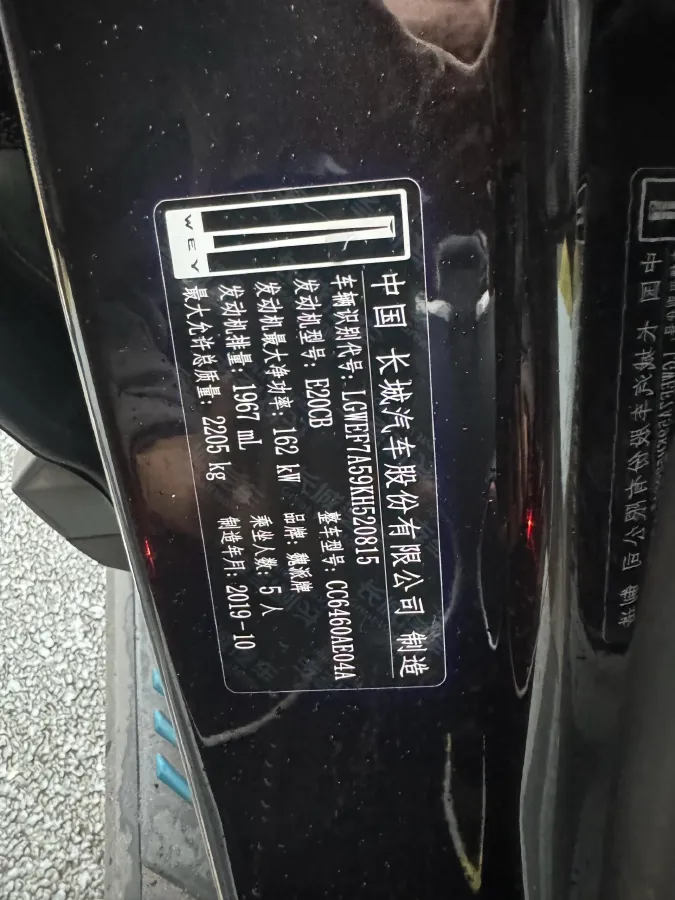 WEY
中国 长城汽车股份有限公司 制造
车辆识别代号: LGWEF7A59KH520815
发动机型号: E20CB 整车型号: CC6460AE04A
发动机最大净功率: 162 kW 品牌: 魏派牌
发动机排量: 1967 mL 乘坐人数: 5 人
最大允许总质量: 2205 kg 制造年月: 2019-10